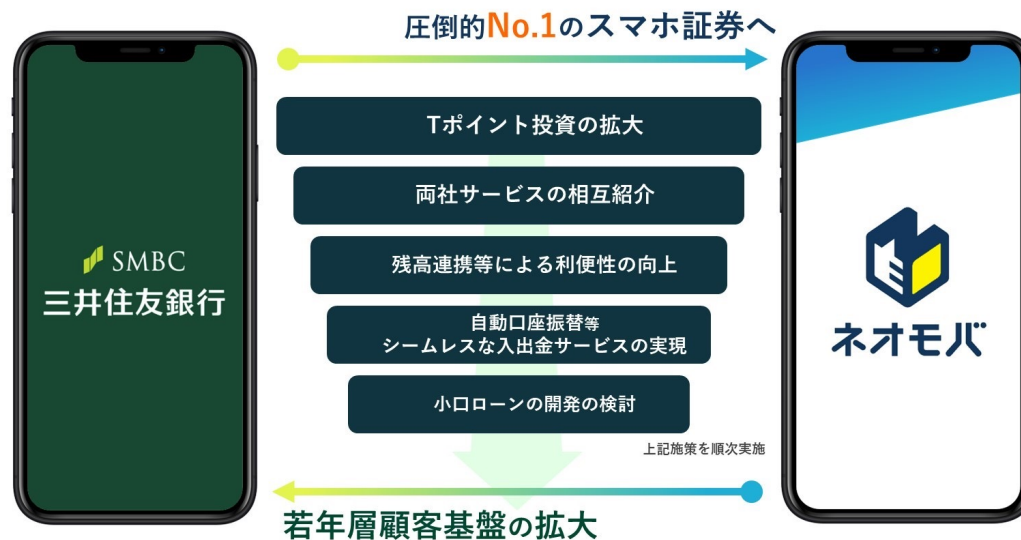 圧倒的No.1のスマホ証券へ
Tポイント投資の拡大
両社サービスの相互紹介
残高連携等による利便性の向上
自動口座振替等
シームレスな入出金サービスの実現
小口ローンの開発の検討
上記施策を順次実施
若年層顧客基盤の拡大
SMBC
三井住友銀行
ネオモバ